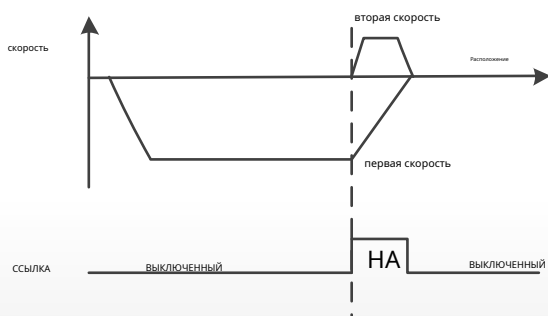 вторая скорость
скорость
Расположение
первая скорость
ССЫЛКА
ВЫКЛЮЧЕННЫЙ
НА
ВЫКЛЮЧЕННЫЙ